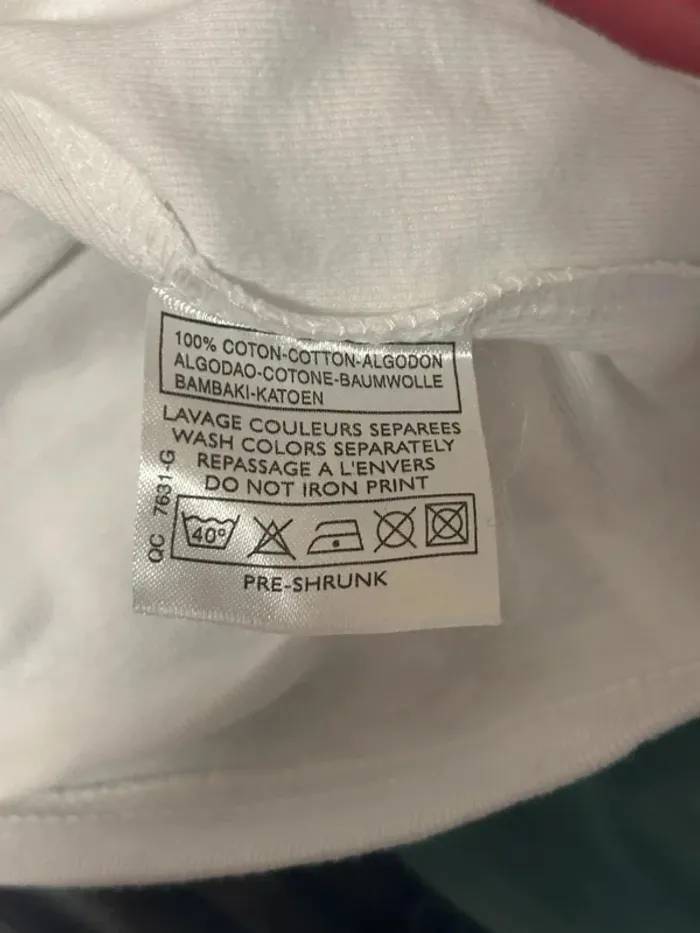 100% COTON-COTTON-ALGODON
ALGODAO-COTONE-BAUMWOLLE
BAMBAKI-KATOEN
LAVAGE COULEURS SEPAREES
WASH COLORS SEPARATELY
REPASSAGE A L'ENVERS
DO NOT IRON PRINT
QC 7631-G
40°
PRE-SHRUNK